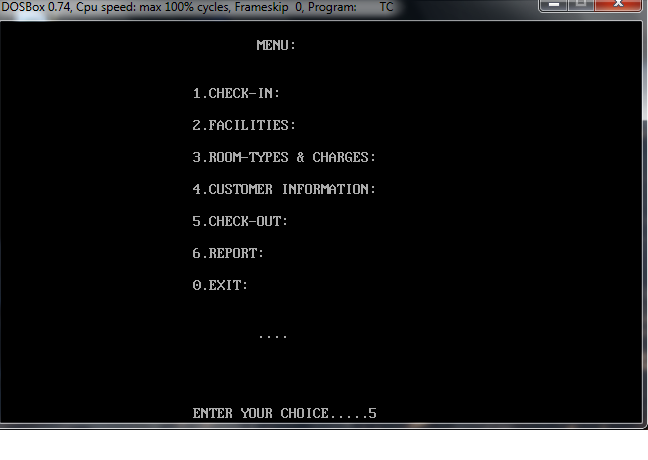 DOSBox 0.74, Cpu speed: max 100% cycles, Frameskip 0, Program: TC
MENU:
1.CHECK-IN:
2.FACILITIES:
3.ROOM-TYPES & CHARGES:
4.CUSTOMER INFORMATION:
5.CHECK-OUT:
6.REPORT:
0.EXIT:
....
ENTER YOUR CHOICE.....5